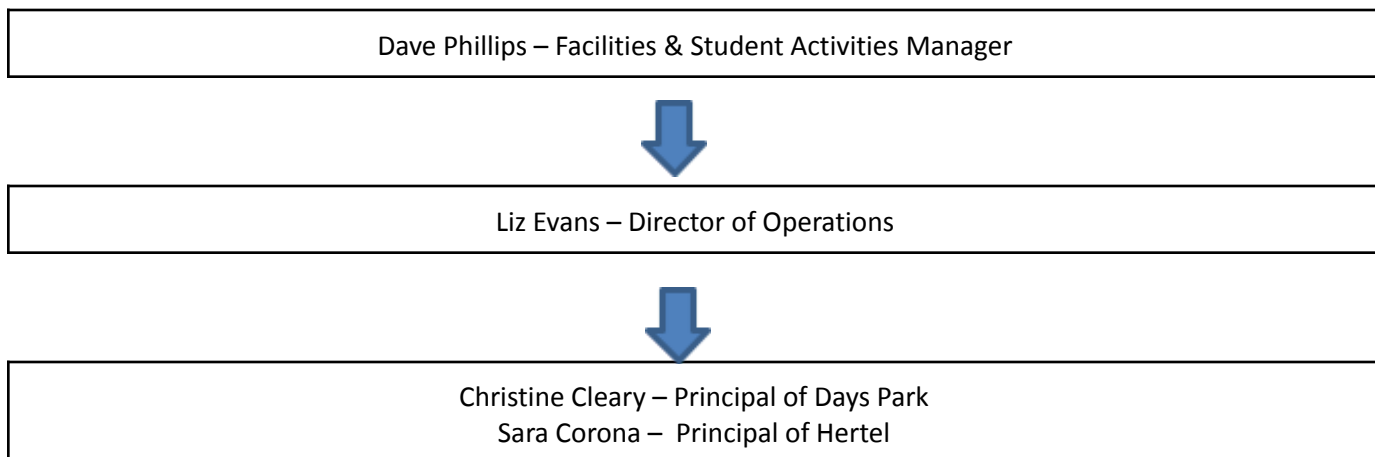 Dave Phillips – Facilities & Student Activities Manager
Liz Evans – Director of Operations
Christine Cleary – Principal of Days Park
Sara Corona –  Principal of Hertel